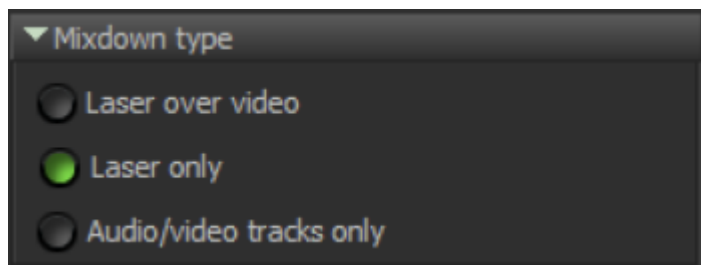 Mixdown type
Laser over video
Laser only
Audio/video tracks only